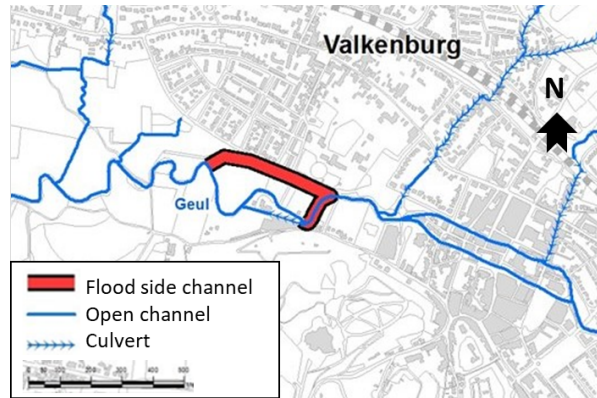 Valkenburg
N
Geul
Flood side channel
Open channel
Culvert